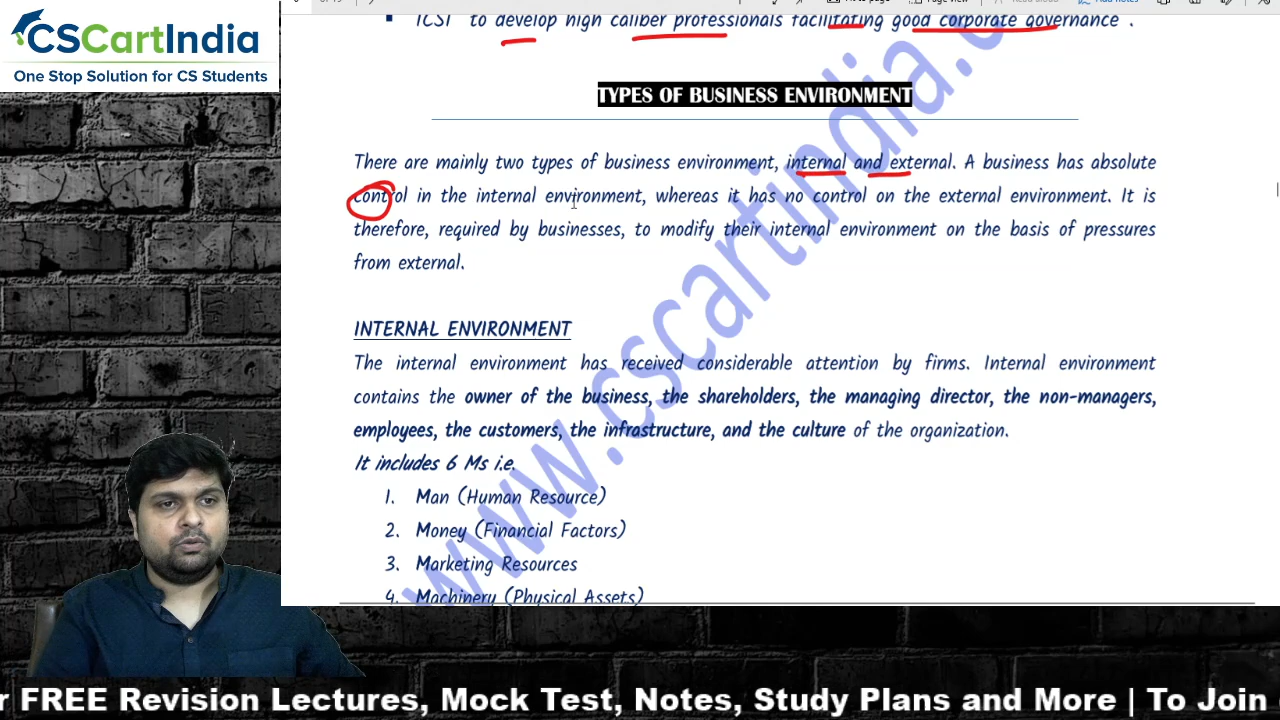 CSCartIndia
One Stop Solution for CS Students
ICSI to develop high caliber professionals facilitating good corporate governance .
TYPES OF BUSINESS ENVIRONMENT
There are mainly two types of business environment, internal and external. A business has absolute
control in the internal environment, whereas it has no control on the external environment. It is
therefore, required by businesses, to modify their internal environment on the basis of pressures
from external.
INTERNAL ENVIRONMENT
The internal environment has received considerable attention by firms. Internal environment
contains the owner of the business, the shareholders, the managing director, the non-managers,
employees, the customers, the infrastructure, and the culture of the organization.
It includes 6 Ms i.e.
1. Man (Human Resource)
2. Money (Financial Factors)
3. Marketing Resources
4. Machinery (Physical Assets)
www.cscartindia.c
r FREE Revision Lectures, Mock Test, Notes, Study Plans and More | To Join